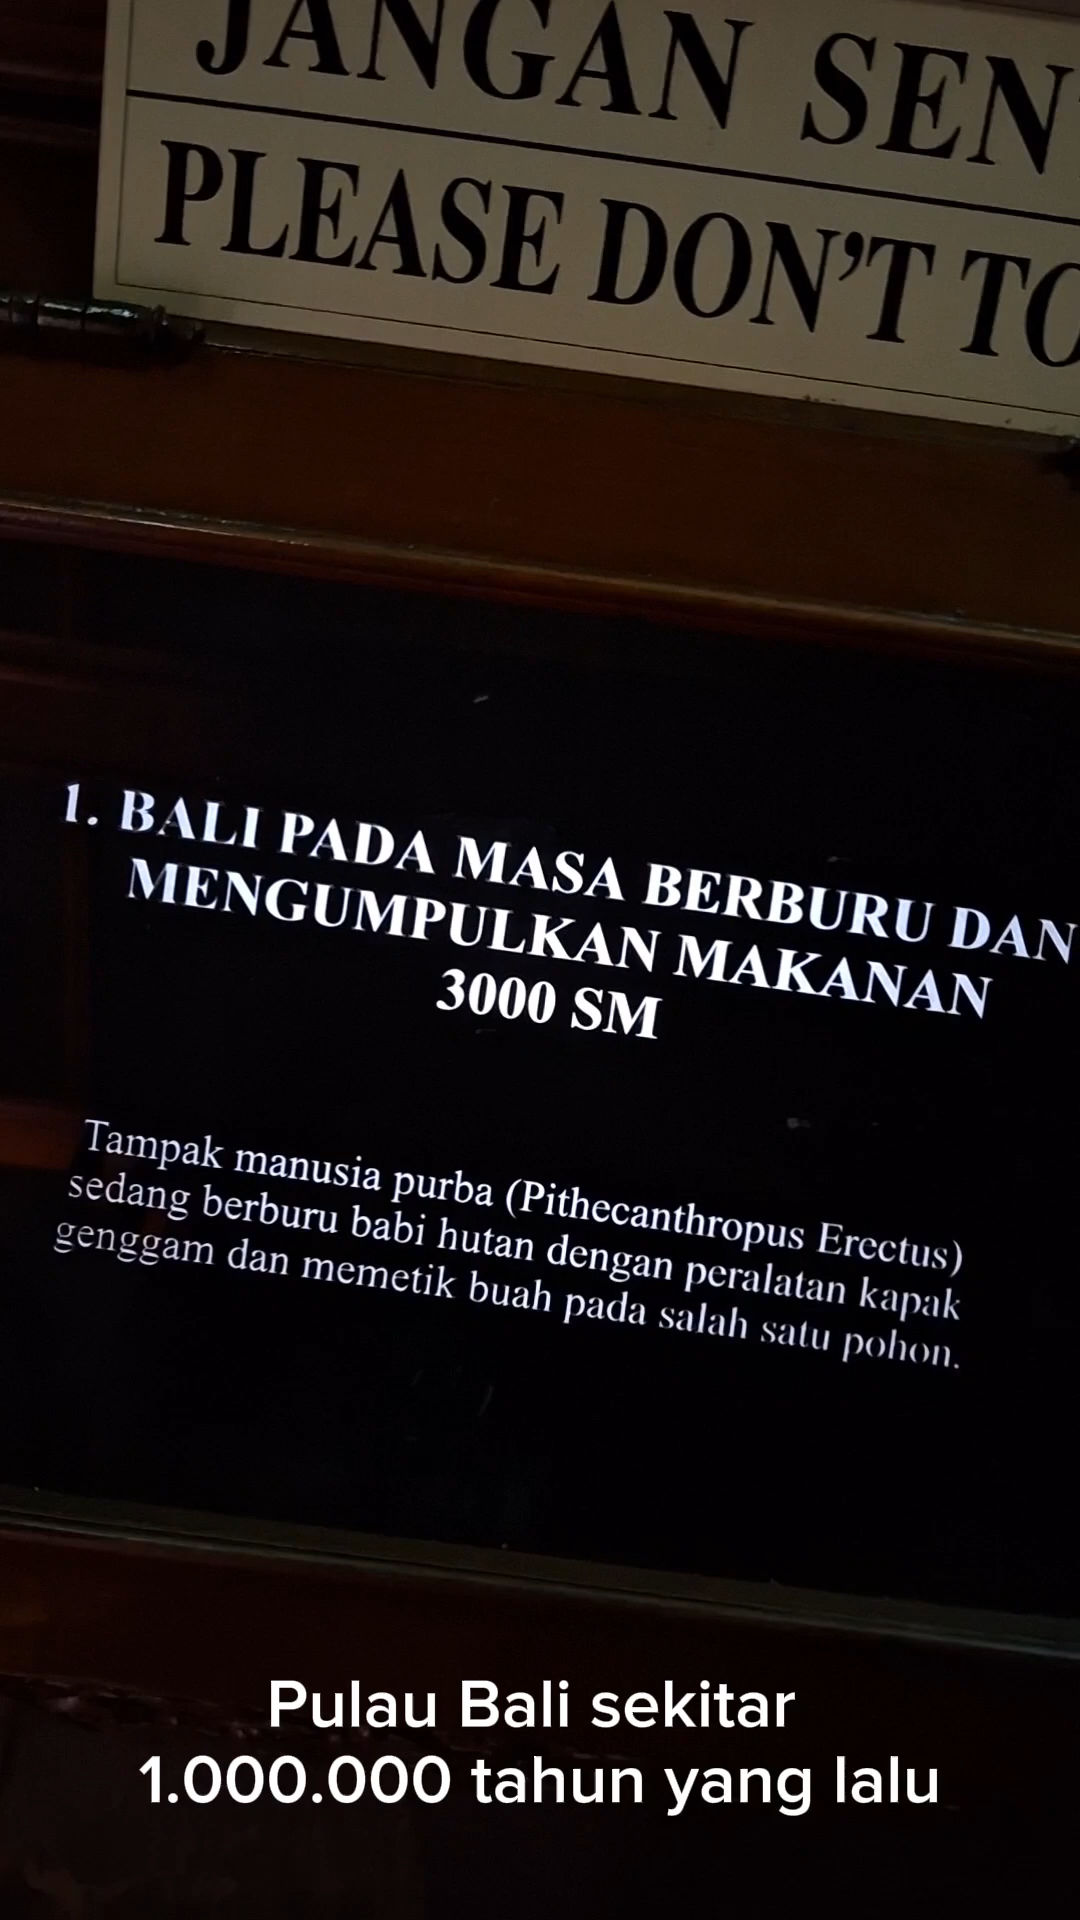 JANGAN SEN
PLEASE DON'T TO
1. BALI PADA MASA BERBURU DAN
MENGUMPULKAN MAKANAN
3000 SM
Tampak manusia purba (Pithecanthropus Erectus)
sedang berburu babi hutan dengan peralatan kapak
genggam dan memetik buah pada salah satu pohon.
Pulau Bali sekitar
1.000.000 tahun yang lalu